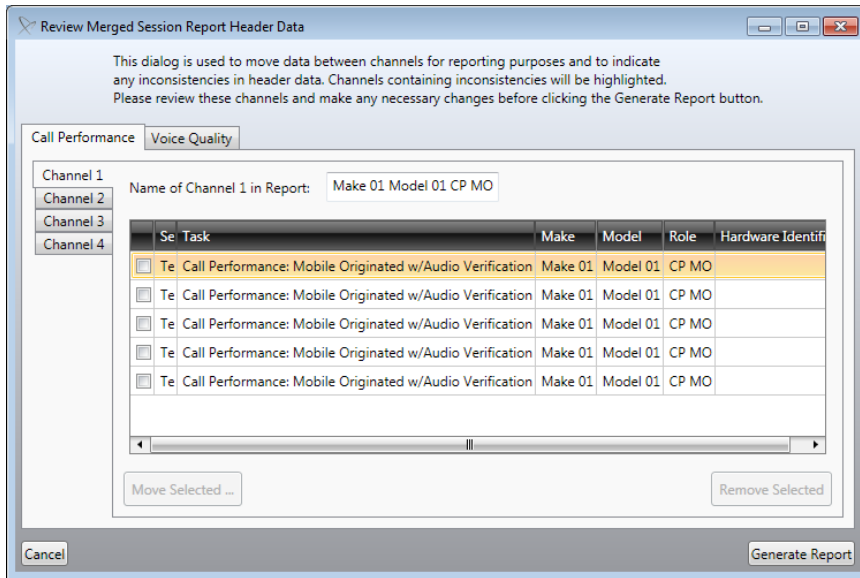 Review Merged Session Report Header Data
This dialog is used to move data between channels for reporting purposes and to indicate
any inconsistencies in header data. Channels containing inconsistencies will be highlighted.
Please review these channels and make any necessary changes before clicking the Generate Report button.
Call Performance Voice Quality
Channel 1
Channel 2
Channel 3
Channel 4
Name of Channel 1 in Report: Make 01 Model 01 CP MO
Se Task Make Model Role Hardware Identifi
Te Call Performance: Mobile Originated w/Audio Verification Make 01 Model 01 CP MO
Te Call Performance: Mobile Originated w/Audio Verification Make 01 Model 01 CP MO
Te Call Performance: Mobile Originated w/Audio Verification Make 01 Model 01 CP MO
Te Call Performance: Mobile Originated w/Audio Verification Make 01 Model 01 CP MO
Te Call Performance: Mobile Originated w/Audio Verification Make 01 Model 01 CP MO
Move Selected ... Remove Selected
Cancel Generate Report